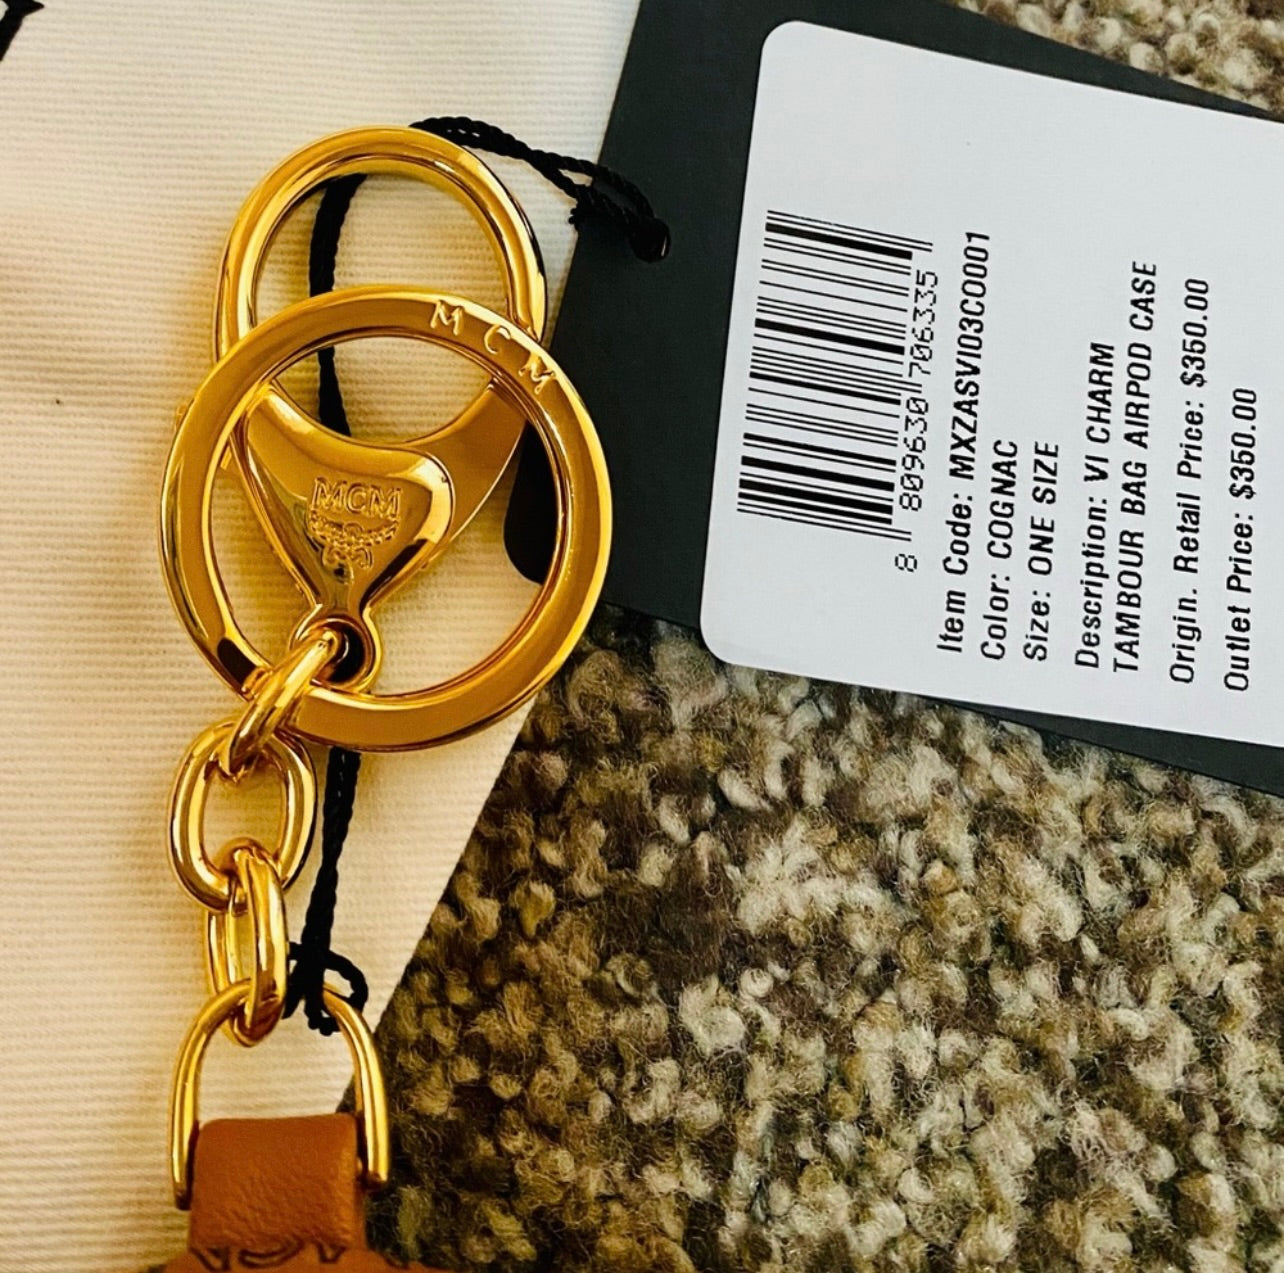 MCM
MCM
8 809630 706335
Item Code: MXZASVI03CO001
Color: COGNAC
Size: ONE SIZE
Description: VI CHARM
TAMBOUR BAG AIRPOD CASE
Origin. Retail Price: $350.00
Outlet Price: $350.00